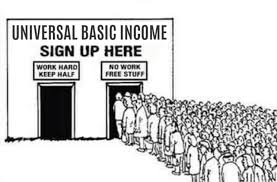 UNIVERSAL BASIC INCOME
SIGN UP HERE
WORK HARD
KEEP HALF
NO WORK
FREE STUFF